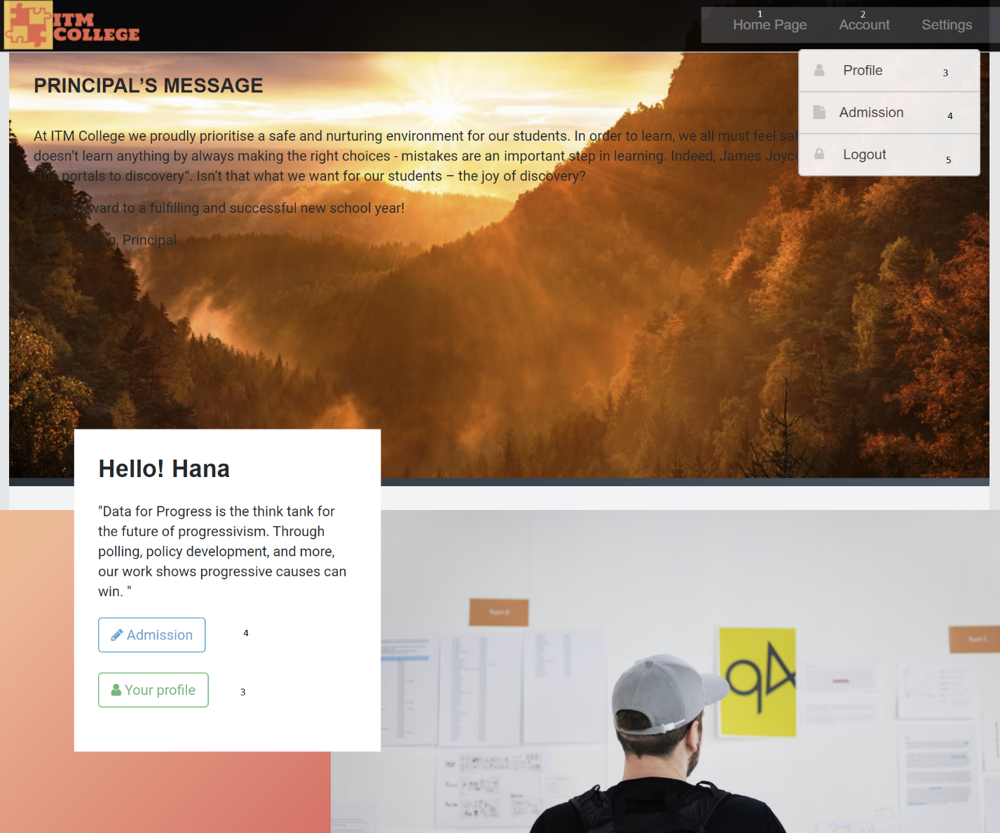 ITM
COLLEGE
1
2
Home Page
Account
Settings
Profile
3
Admission
4
Logout
5
PRINCIPAL’S MESSAGE
At ITM College we proudly prioritise a safe and nurturing environment for our students. In order to learn, we all must feel saf
doesn’t learn anything by always making the right choices - mistakes are an important step in learning. Indeed, James Joyce
“the portals to discovery“. Isn’t that what we want for our students – the joy of discovery?
I look forward to a fulfilling and successful new school year!
Principal
Hello! Hana
"Data for Progress is the think tank for
the future of progressivism. Through
polling, policy development, and more,
our work shows progressive causes can
win. "
Admission
4
Your profile
3
Team B
Team C